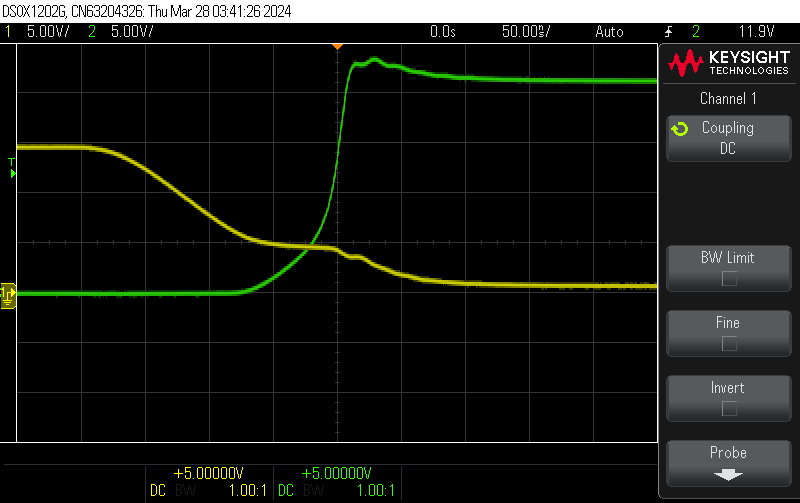 DSOX1202G, CN63204326: Thu Mar 28 03:41:26 2024
1 5.00V/ 2 5.00V/ 0.0s 50.00ns/ Auto 2 11.9V
KEYSIGHT
TECHNOLOGIES
Channel 1
Coupling
DC
T
1
BW Limit
Fine
Invert
Probe
+5.00000V +5.00000V
DC BW 1.00:1 DC BW 1.00:1